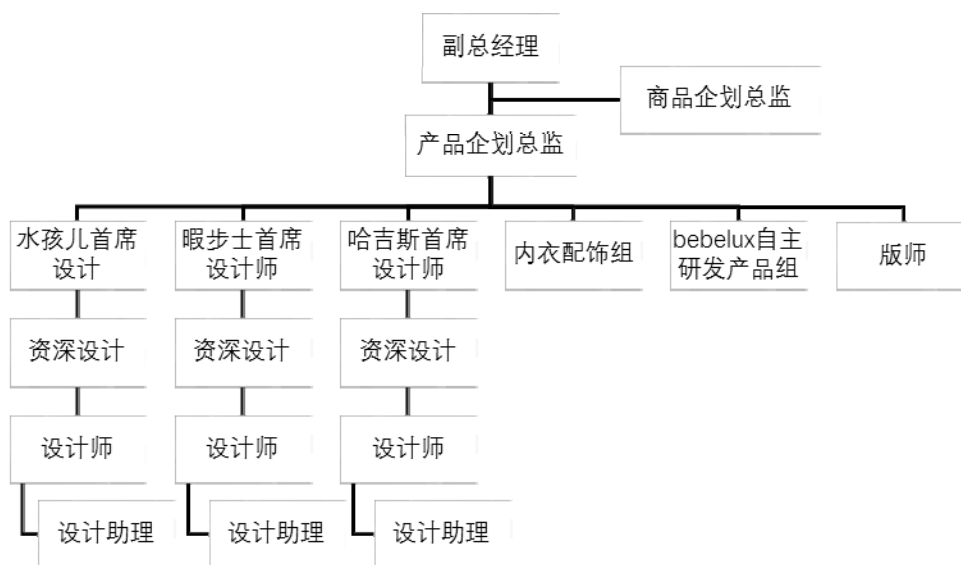 副总经理
商品企划总监
产品企划总监
水孩儿首席
设计
暇步士首席
设计师
哈吉斯首席
设计师
内衣配饰组
bebelux自主
研发产品组
版师
资深设计
资深设计
资深设计
设计师
设计师
设计师
设计助理
设计助理
设计助理